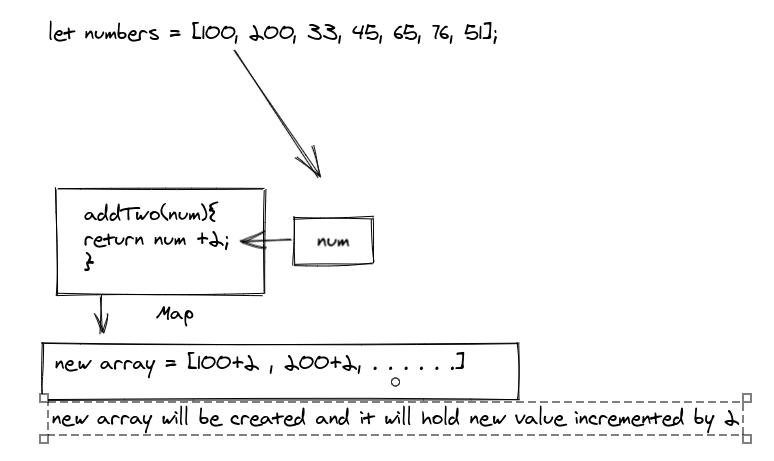 let numbers = [100, 200, 33, 45, 65, 76, 51];
addTwo(num){
return num +2;
}
num
Map
new array = [100+2 , 200+2, . . . . . .]
new array will be created and it will hold new value incremented by 2